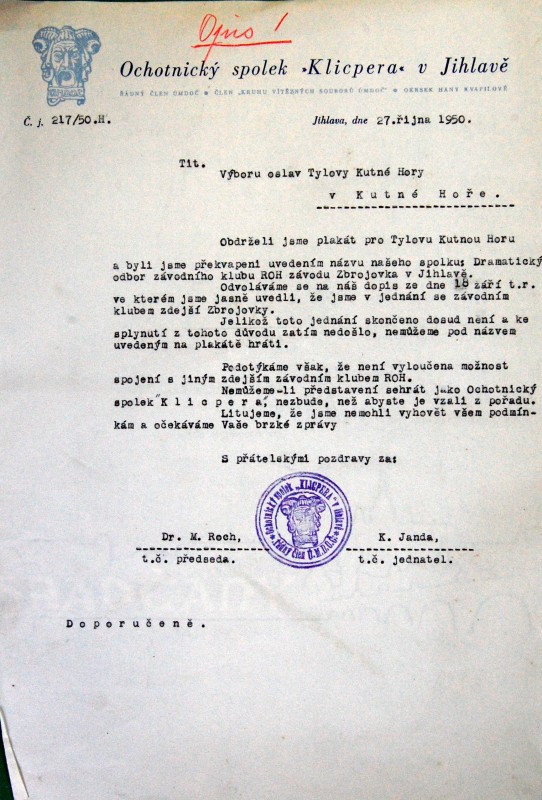 Opis !
Ochotnický spolek »Klicpera« v Jihlavě
ŘÁDNÝ ČLEN ÚMDOČ ★ ČLEN „KRUHU VÍTĚZNÝCH SOUBORŮ ÚMDOČ“ ★ OKRSEK HANY KVAPILOVÉ
Č. j. 217/50.H.
Jihlava, dne 27.října 1950.
Tit.
Výboru oslav Tylovy Kutné Hory
v Kutné Hoře.
Obdrželi jsme plakát pro Tylovu Kutnou Horu
a byli jsme překvapeni uvedením názvu našeho spolku: Dramatický
odbor závodního klubu ROH závodu Zbrojovka v Jihlavě.
Odvoláváme se na náš dopis ze dne 18 září t.r.
ve kterém jsme jasně uvedli, že jsme v jednání se závodním
klubem zdejší Zbrojovky.
Jelikož toto jednání skončeno dosud není a ke
splynutí z tohoto důvodu zatím nedošlo, nemůžeme pod názvem
uvedeným na plakátě hráti.
Podotýkáme však, že není vyloučena možnost
spojení s jiným zdejším závodním klubem ROH.
Nemůžeme-li představení sehrát jako Ochotnický
spolek "K l i c p e r a, nezbude, než abyste je vzali z pořadu.
Litujeme, že jsme nemohli vyhovět všem podmín-
kám a očekáváme Vaše brzké zprávy
S přátelskými pozdravy za:
Ochotnický spolek „KLICPERA“ v Jihlavě
řádný člen Ú.M.D.O.Č.
Dr. M. Roch,
K. Janda,
t.č. předseda.
t.č. jednatel.
Doporučeně.